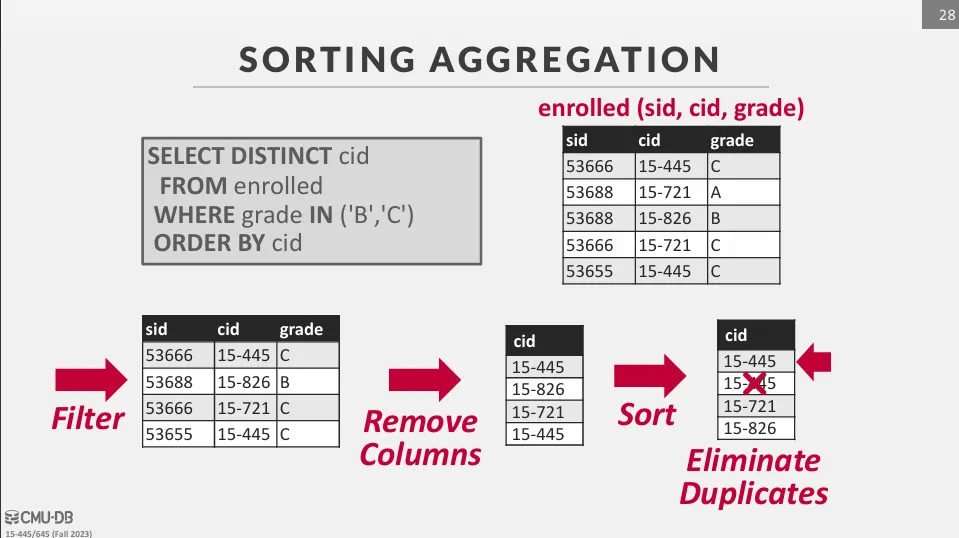 28
SORTING AGGREGATION
enrolled (sid, cid, grade)
SELECT DISTINCT cid
FROM enrolled
WHERE grade IN ('B','C')
ORDER BY cid
sid cid grade
53666 15-445 C
53688 15-721 A
53688 15-826 B
53666 15-721 C
53655 15-445 C
Filter
sid cid grade
53666 15-445 C
53688 15-826 B
53666 15-721 C
53655 15-445 C
Remove
Columns
cid
15-445
15-826
15-721
15-445
Sort
cid
15-445
15-445
15-721
15-826
Eliminate
Duplicates
CMU·DB
15-445/645 (Fall 2023)